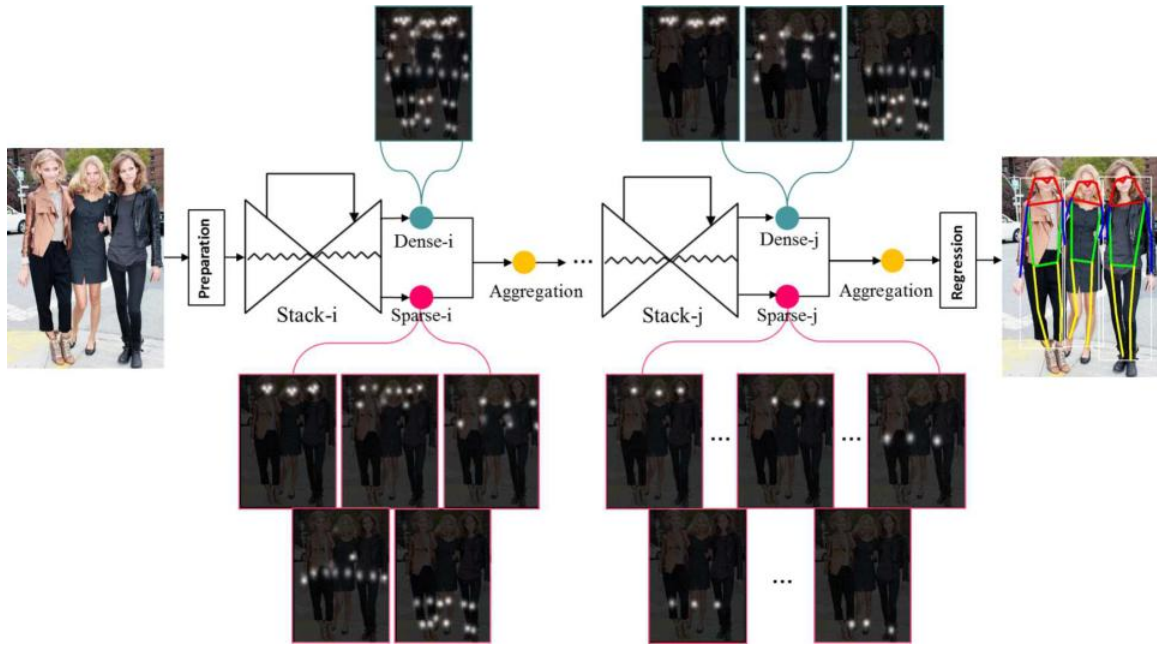 Preparation
Stack-i
Dense-i
Sparse-i
Aggregation
...
Stack-j
Dense-j
Sparse-j
Aggregation
Regression
...
...
...